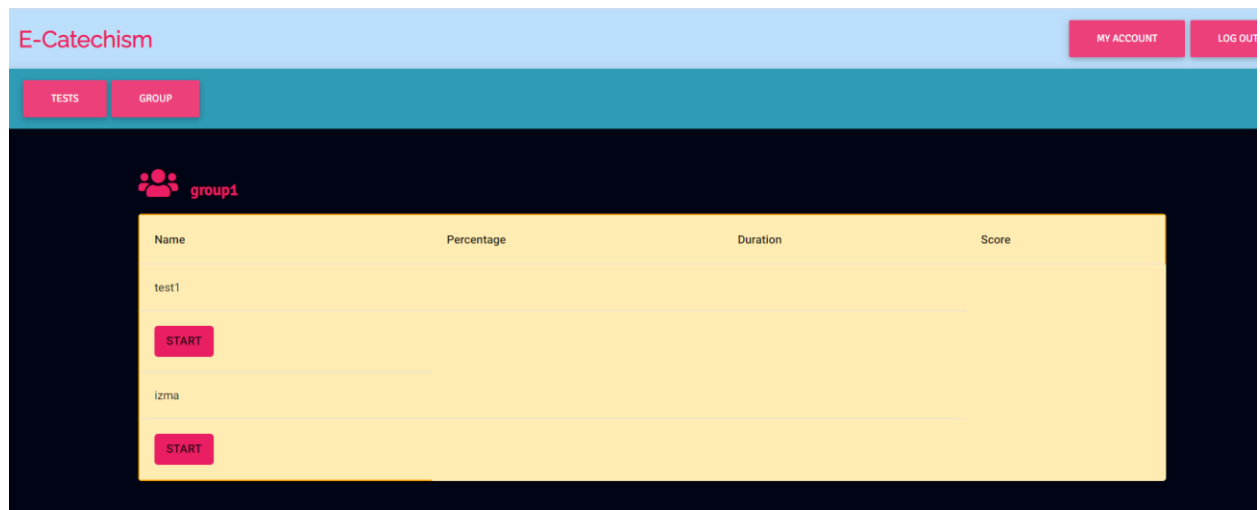 E-Catechism
MY ACCOUNT LOG OUT
TESTS GROUP
group1
Name Percentage Duration Score
test1
START
izma
START